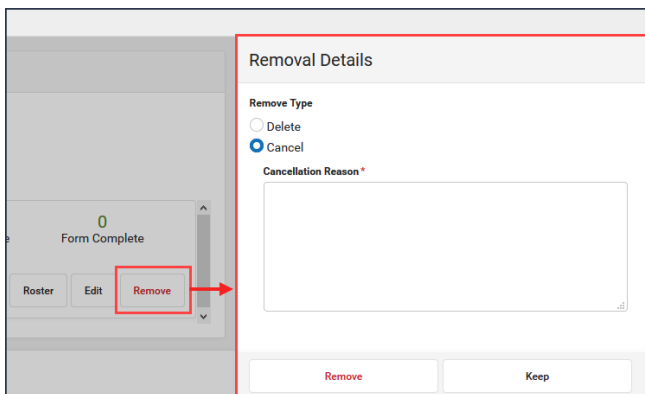 Removal Details
Remove Type
Delete
Cancel
Cancellation Reason *
0
Form Complete
Roster Edit Remove
Remove Keep